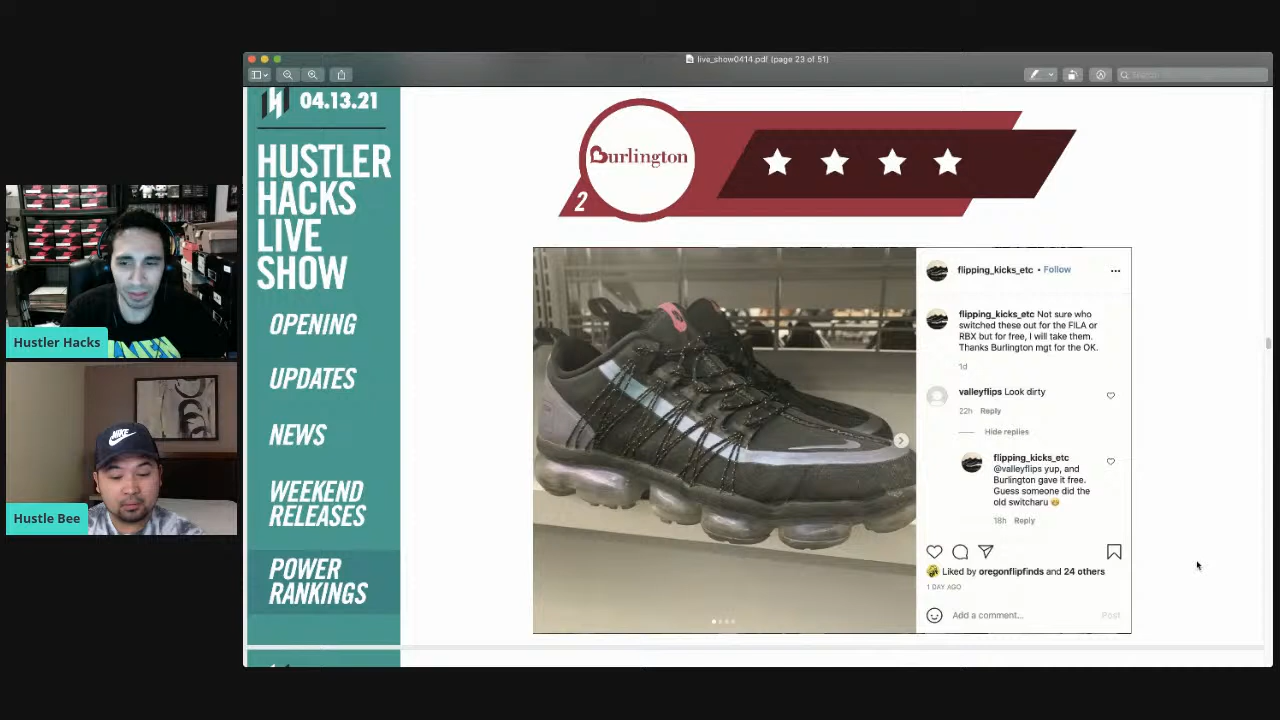 live_show0414.pdf (page 23 of 51)
Search
04.13.21
HUSTLER
HACKS
LIVE
SHOW
OPENING
UPDATES
NEWS
WEEKEND
RELEASES
POWER
RANKINGS
Burlington
2
flipping_kicks_etc • Follow
flipping_kicks_etc Not sure who
switched these out for the FILA or
RBX but for free, I will take them.
Thanks Burlington mgt for the OK.
1d
valleyflips Look dirty
22h Reply
Hide replies
flipping_kicks_etc
@valleyflips yup, and
Burlington gave it free.
Guess someone did the
old switcharu
18h Reply
Liked by oregonflipfinds and 24 others
1 DAY AGO
Add a comment...
Post
Hustler Hacks
NIKE
Hustle Bee